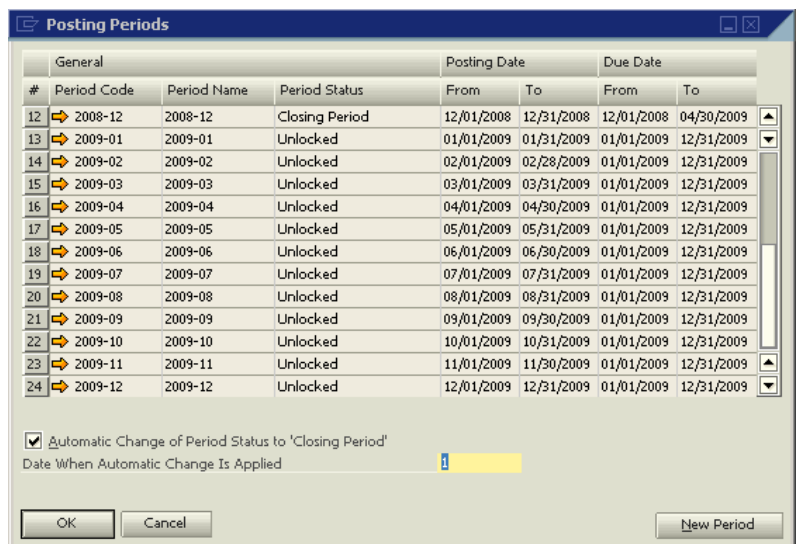 Posting Periods
General Posting Date Due Date
# Period Code Period Name Period Status From To From To
12 2008-12 2008-12 Closing Period 12/01/2008 12/31/2008 12/01/2008 04/30/2009
13 2009-01 2009-01 Unlocked 01/01/2009 01/31/2009 01/01/2009 12/31/2009
14 2009-02 2009-02 Unlocked 02/01/2009 02/28/2009 01/01/2009 12/31/2009
15 2009-03 2009-03 Unlocked 03/01/2009 03/31/2009 01/01/2009 12/31/2009
16 2009-04 2009-04 Unlocked 04/01/2009 04/30/2009 01/01/2009 12/31/2009
17 2009-05 2009-05 Unlocked 05/01/2009 05/31/2009 01/01/2009 12/31/2009
18 2009-06 2009-06 Unlocked 06/01/2009 06/30/2009 01/01/2009 12/31/2009
19 2009-07 2009-07 Unlocked 07/01/2009 07/31/2009 01/01/2009 12/31/2009
20 2009-08 2009-08 Unlocked 08/01/2009 08/31/2009 01/01/2009 12/31/2009
21 2009-09 2009-09 Unlocked 09/01/2009 09/30/2009 01/01/2009 12/31/2009
22 2009-10 2009-10 Unlocked 10/01/2009 10/31/2009 01/01/2009 12/31/2009
23 2009-11 2009-11 Unlocked 11/01/2009 11/30/2009 01/01/2009 12/31/2009
24 2009-12 2009-12 Unlocked 12/01/2009 12/31/2009 01/01/2009 12/31/2009
Automatic Change of Period Status to 'Closing Period'
Date When Automatic Change Is Applied 1
OK Cancel New Period